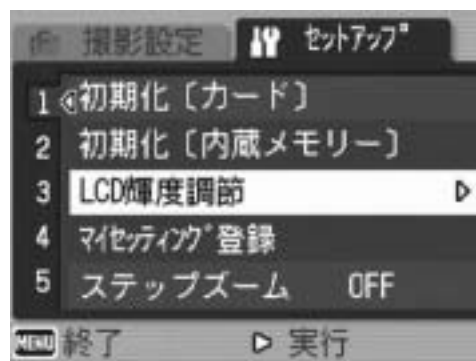 撮影設定 セットアップ
1 初期化〔カード〕
2 初期化〔内蔵メモリー〕
3 LCD輝度調節
4 マイセッティング登録
5 ステップズーム OFF
MENU 終了 実行